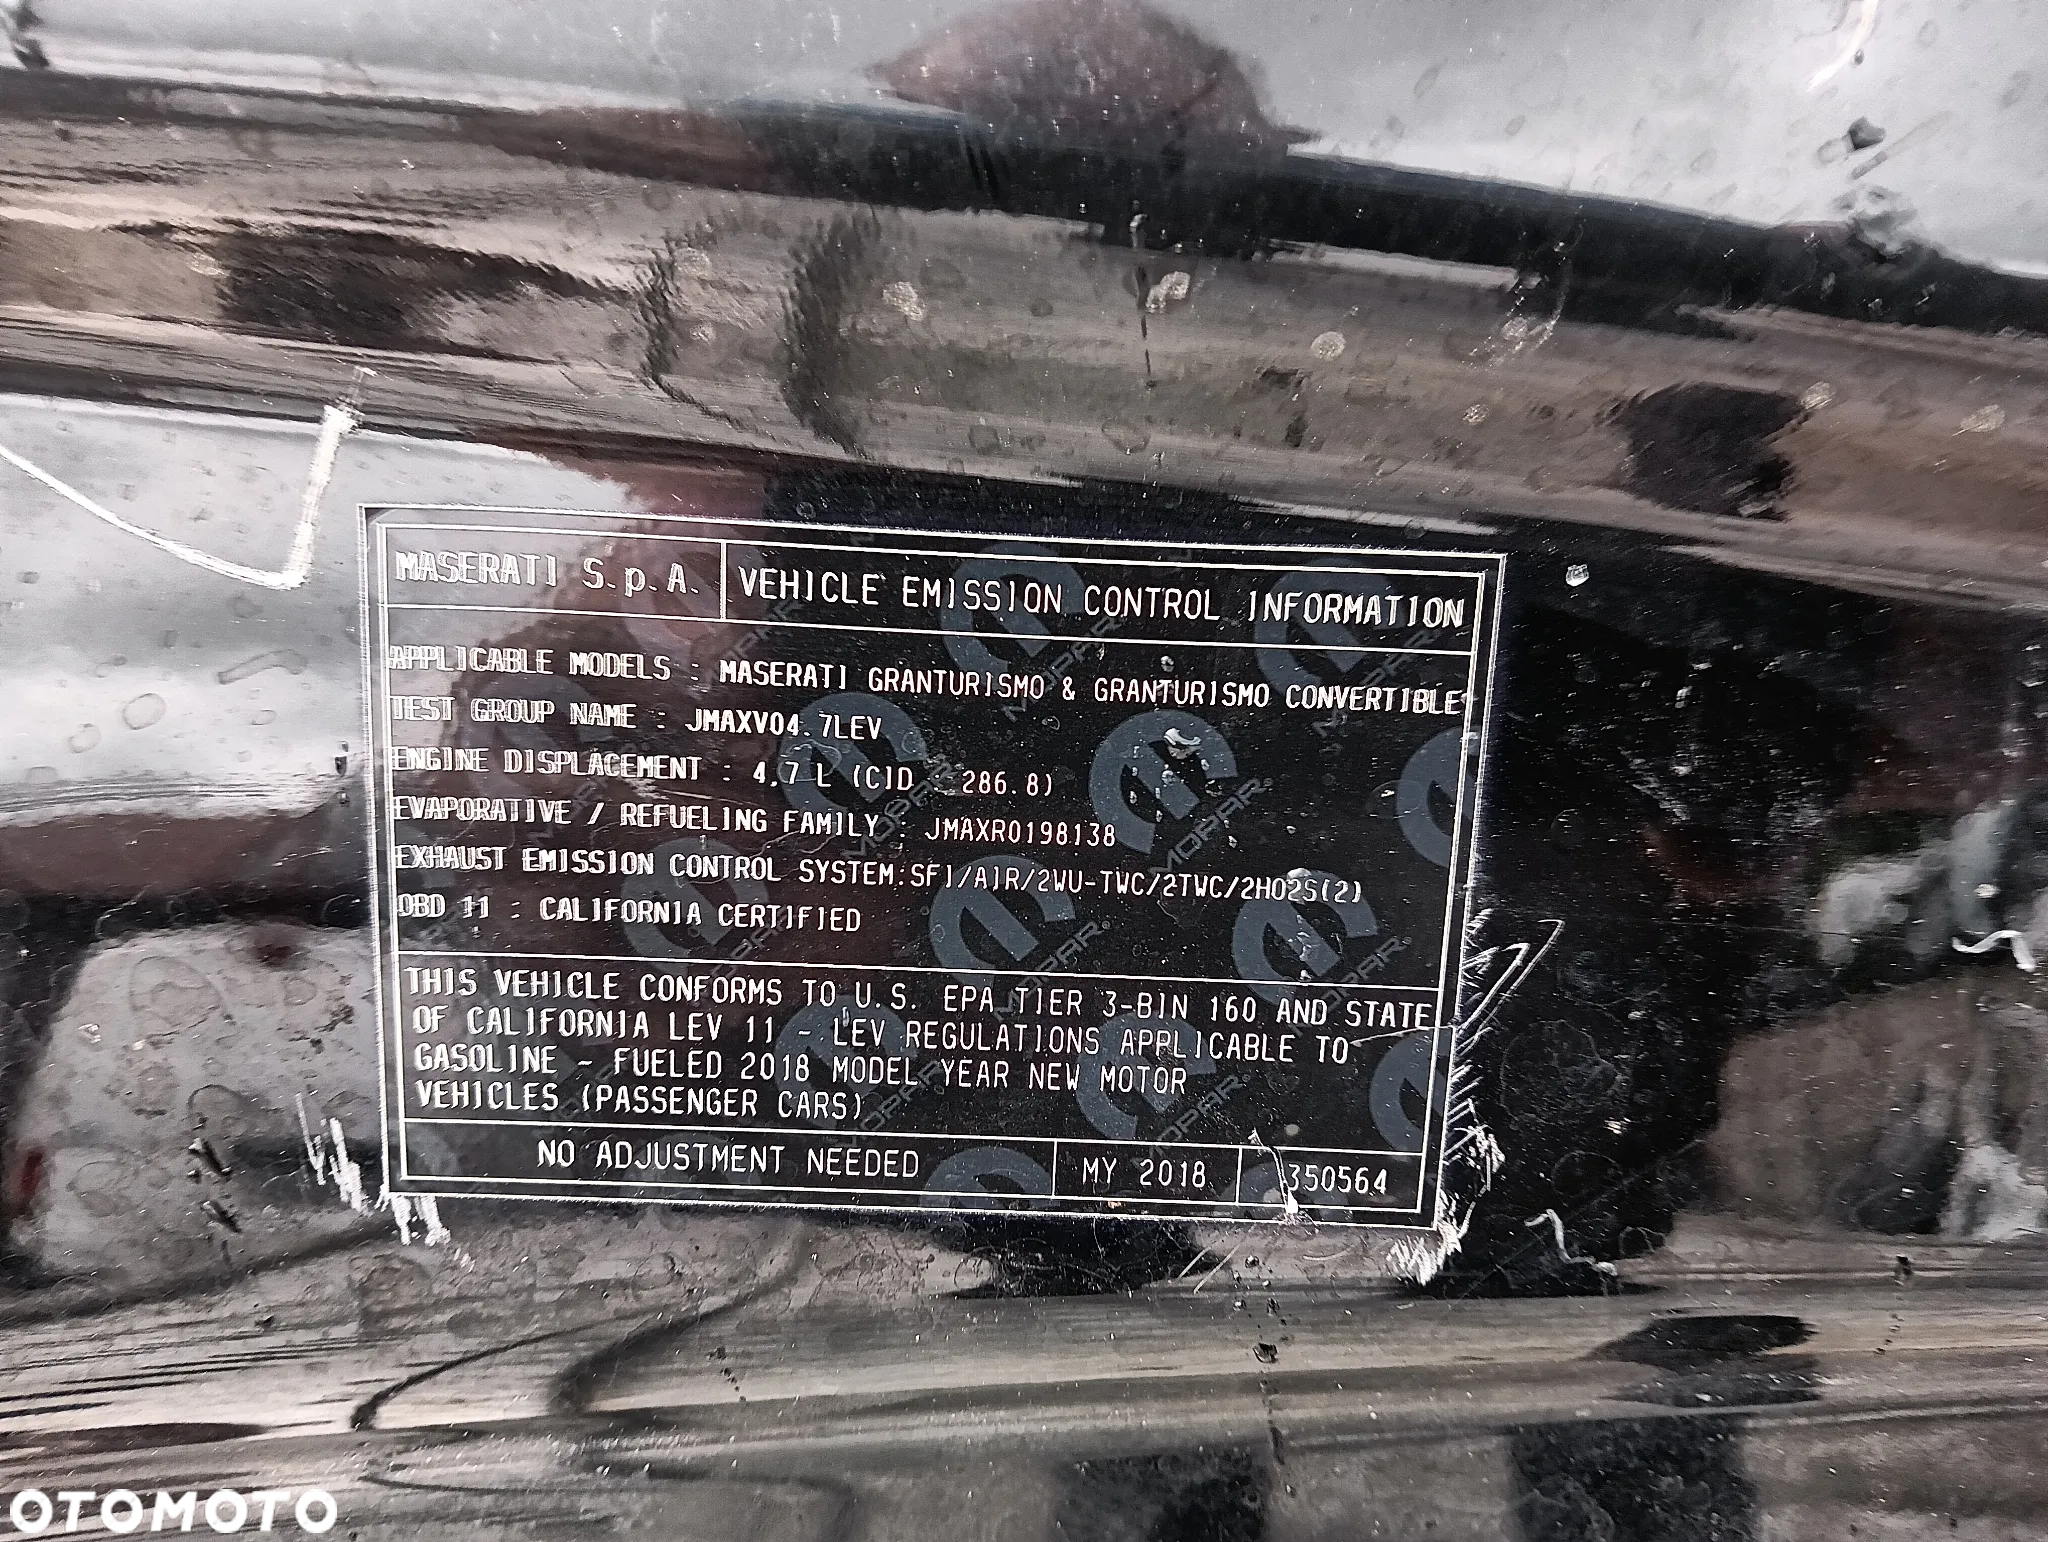 MASERATI S.p.A. VEHICLE EMISSION CONTROL INFORMATION
APPLICABLE MODELS : MASERATI GRANTURISMO & GRANTURISMO CONVERTIBLE
TEST GROUP NAME : JMAXV04.7LEV
ENGINE DISPLACEMENT : 4.7 L (CID : 286.8)
EVAPORATIVE / REFUELING FAMILY : JMAXR0198138
EXHAUST EMISSION CONTROL SYSTEM:SFI/AIR/2WU-TWC/2TWC/2HO2S(2)
OBD II : CALIFORNIA CERTIFIED
THIS VEHICLE CONFORMS TO U.S. EPA TIER 3-BIN 160 AND STATE
OF CALIFORNIA LEV II - LEV REGULATIONS APPLICABLE TO
GASOLINE - FUELED 2018 MODEL YEAR NEW MOTOR
VEHICLES (PASSENGER CARS)
NO ADJUSTMENT NEEDED MY 2018 350564
MOPAR
OTOMOTO